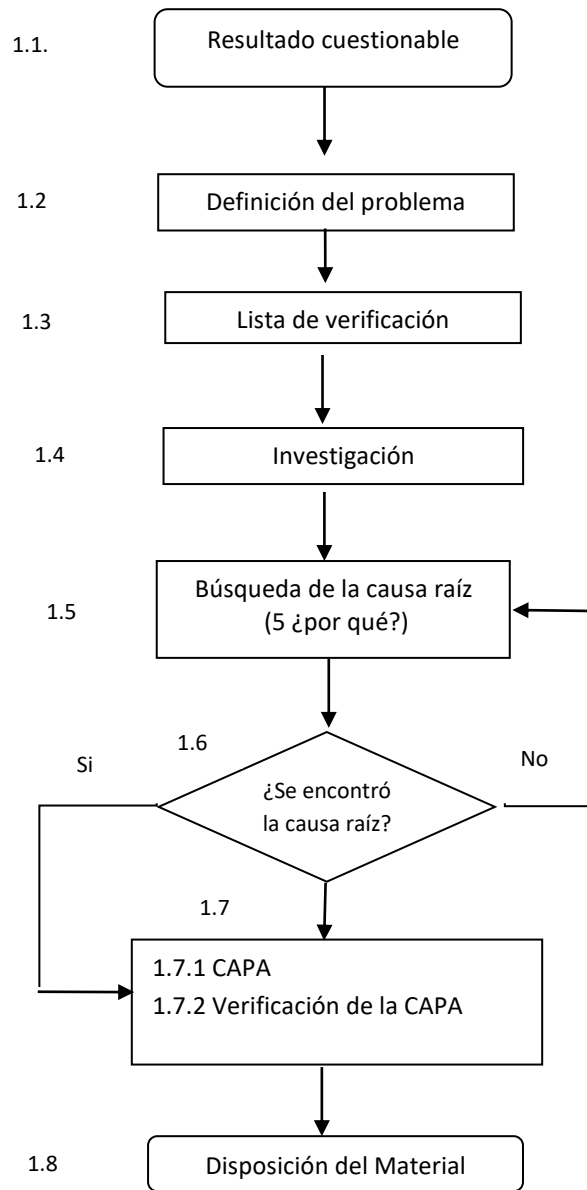 1.1.
Resultado cuestionable
1.2
Definición del problema
1.3
Lista de verificación
1.4
Investigación
1.5
Búsqueda de la causa raíz
(5 ¿por qué?)
1.6
Si
No
¿Se encontró
la causa raíz?
1.7
1.7.1 CAPA
1.7.2 Verificación de la CAPA
1.8
Disposición del Material